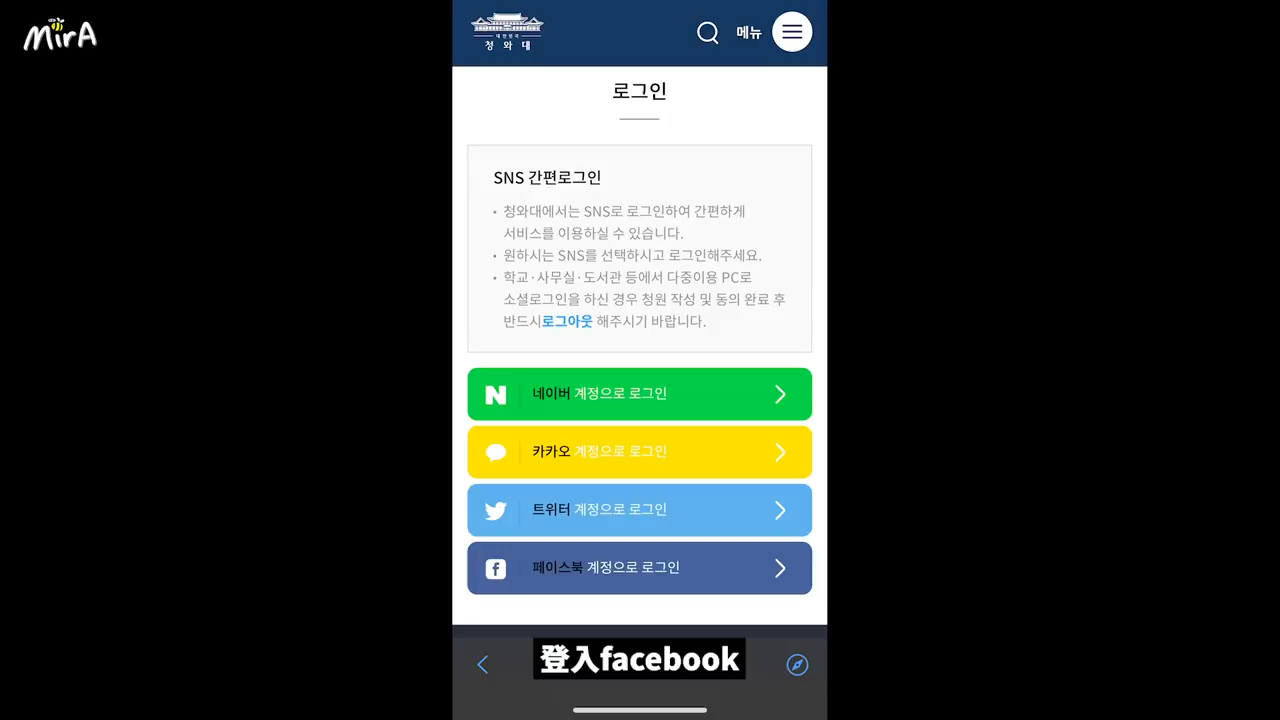 MirA
대한민국
청와대
메뉴
로그인
SNS 간편로그인
• 청와대에서는 SNS로 로그인하여 간편하게
서비스를 이용하실 수 있습니다.
• 원하시는 SNS를 선택하시고 로그인해주세요.
• 학교·사무실·도서관 등에서 다중이용 PC로
소셜로그인을 하신 경우 청원 작성 및 동의 완료 후
반드시로그아웃 해주시기 바랍니다.
N 네이버 계정으로 로그인
카카오 계정으로 로그인
트위터 계정으로 로그인
f 페이스북 계정으로 로그인
登入facebook